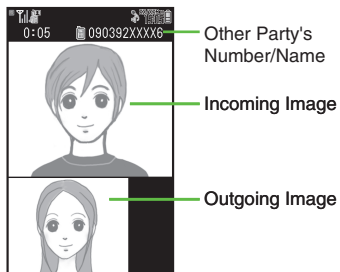 0:05 090392XXXX6
Other Party's
Number/Name
Incoming Image
Outgoing Image